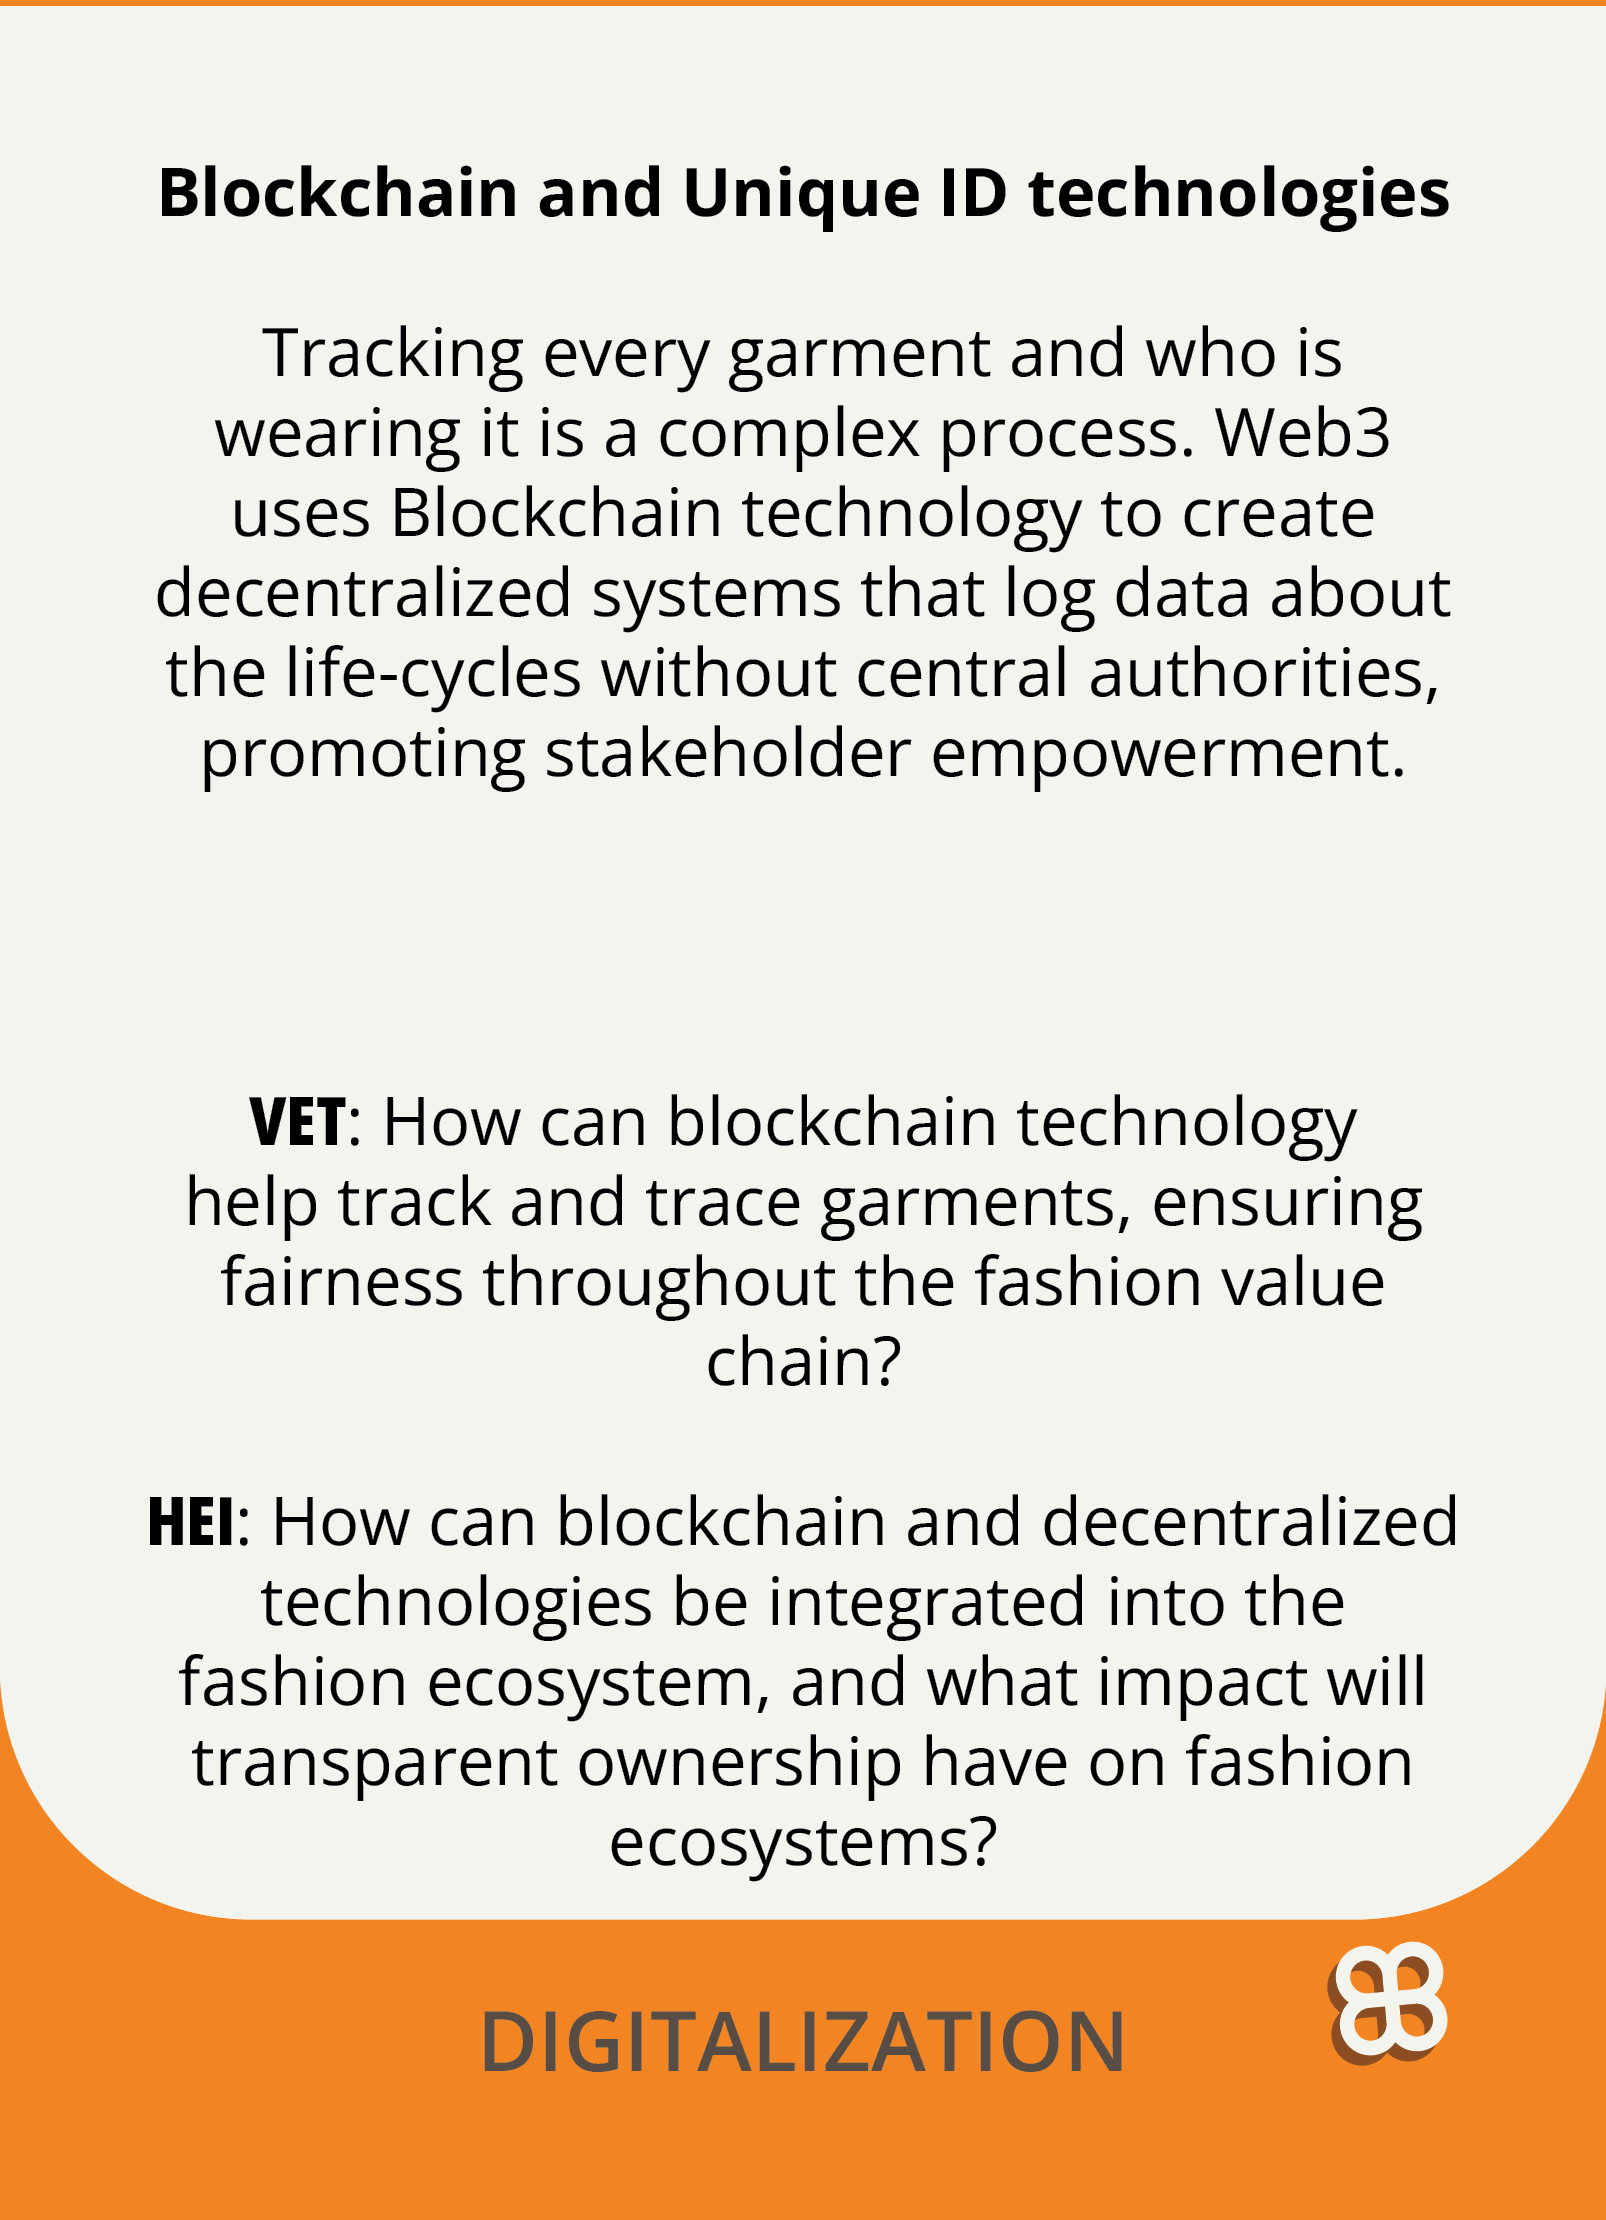 Blockchain and Unique ID technologies
Tracking every garment and who is
wearing it is a complex process. Web3
uses Blockchain technology to create
decentralized systems that log data about
the life-cycles without central authorities,
promoting stakeholder empowerment.
VET: How can blockchain technology
help track and trace garments, ensuring
fairness throughout the fashion value
chain?
HEI: How can blockchain and decentralized
technologies be integrated into the
fashion ecosystem, and what impact will
transparent ownership have on fashion
ecosystems?
DIGITALIZATION